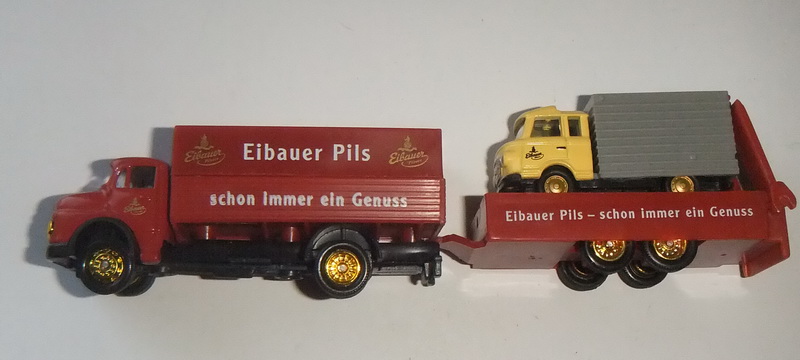 Eibauer Pils
Eibauer
Eibauer
schon immer ein Genuss
Eibauer Pils – schon immer ein Genuss